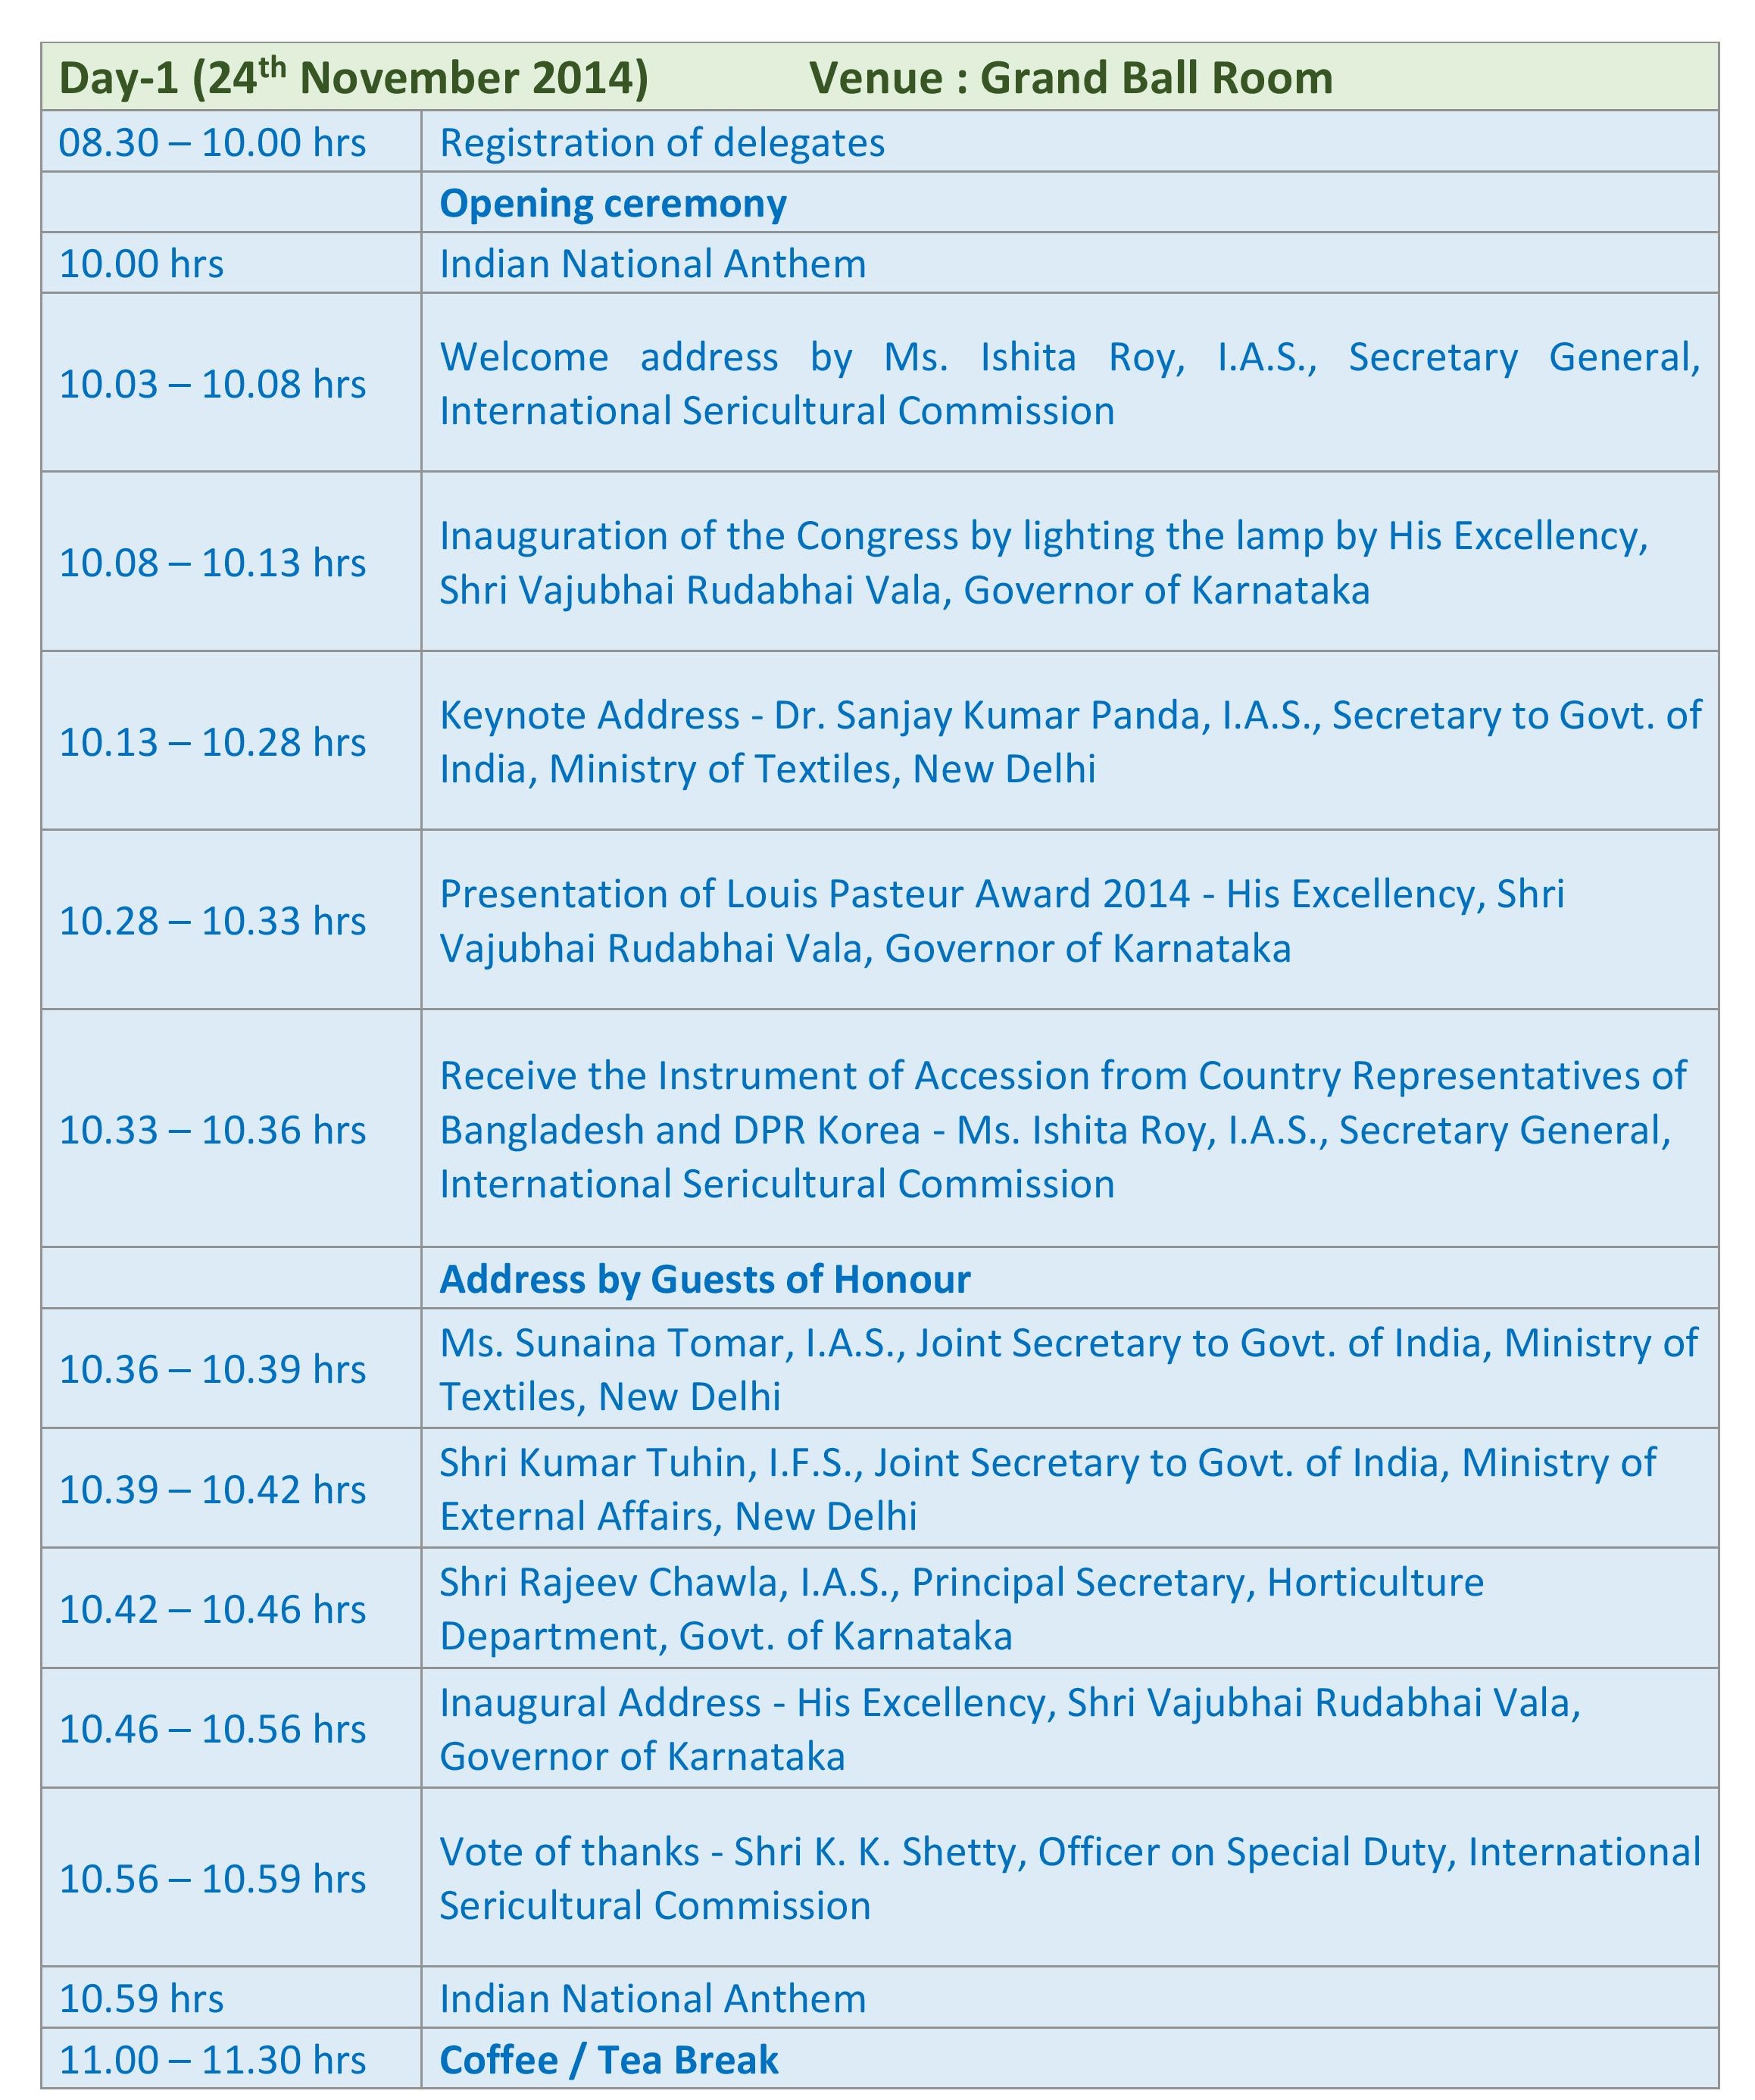 Day-1 (24th November 2014) Venue : Grand Ball Room
08.30 – 10.00 hrs Registration of delegates
Opening ceremony
10.00 hrs Indian National Anthem
10.03 – 10.08 hrs Welcome address by Ms. Ishita Roy, I.A.S., Secretary General,
International Sericultural Commission
10.08 – 10.13 hrs Inauguration of the Congress by lighting the lamp by His Excellency,
Shri Vajubhai Rudabhai Vala, Governor of Karnataka
10.13 – 10.28 hrs Keynote Address - Dr. Sanjay Kumar Panda, I.A.S., Secretary to Govt. of
India, Ministry of Textiles, New Delhi
10.28 – 10.33 hrs Presentation of Louis Pasteur Award 2014 - His Excellency, Shri
Vajubhai Rudabhai Vala, Governor of Karnataka
10.33 – 10.36 hrs Receive the Instrument of Accession from Country Representatives of
Bangladesh and DPR Korea - Ms. Ishita Roy, I.A.S., Secretary General,
International Sericultural Commission
Address by Guests of Honour
10.36 – 10.39 hrs Ms. Sunaina Tomar, I.A.S., Joint Secretary to Govt. of India, Ministry of
Textiles, New Delhi
10.39 – 10.42 hrs Shri Kumar Tuhin, I.F.S., Joint Secretary to Govt. of India, Ministry of
External Affairs, New Delhi
10.42 – 10.46 hrs Shri Rajeev Chawla, I.A.S., Principal Secretary, Horticulture
Department, Govt. of Karnataka
10.46 – 10.56 hrs Inaugural Address - His Excellency, Shri Vajubhai Rudabhai Vala,
Governor of Karnataka
10.56 – 10.59 hrs Vote of thanks - Shri K. K. Shetty, Officer on Special Duty, International
Sericultural Commission
10.59 hrs Indian National Anthem
11.00 – 11.30 hrs Coffee / Tea Break